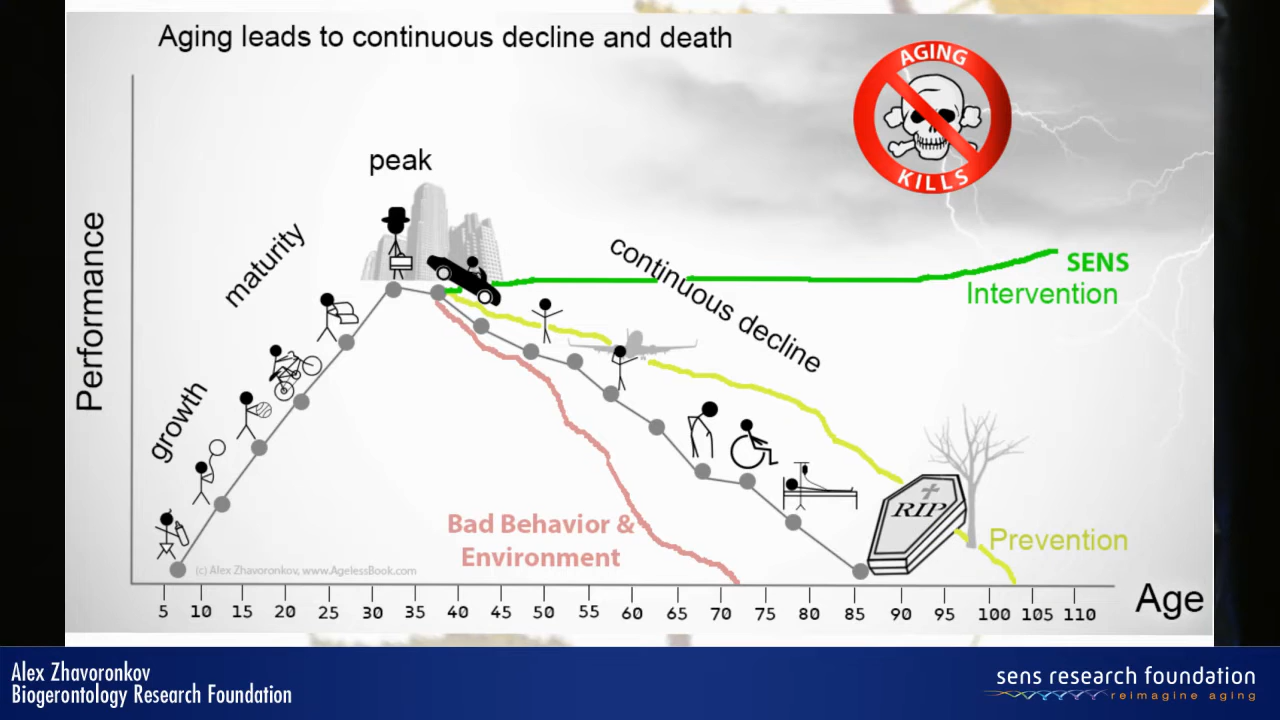 Aging leads to continuous decline and death
AGING
KILLS
peak
maturity
growth
Performance
continuous decline
SENS
Intervention
Bad Behavior &
Environment
RIP
Prevention
(c) Alex Zhavoronkov, www.AgelessBook.com
5 10 15 20 25 30 35 40 45 50 55 60 65 70 75 80 85 90 95 100 105 110
Age
Alex Zhavoronkov
Biogerontology Research Foundation
sens research foundation
reimagine aging